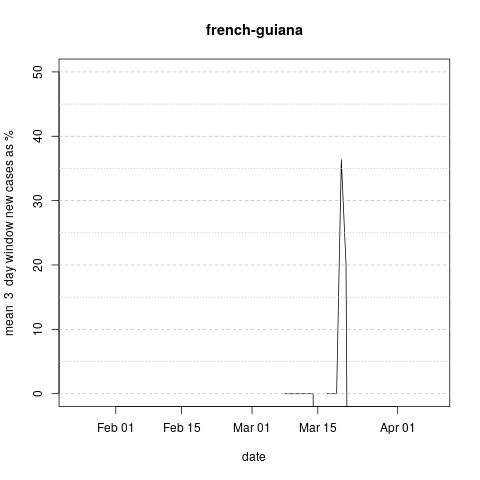 french-guiana
mean  3  day window new cases as %
50
40
30
20
10
0
Feb 01
Feb 15
Mar 01
Mar 15
Apr 01
date